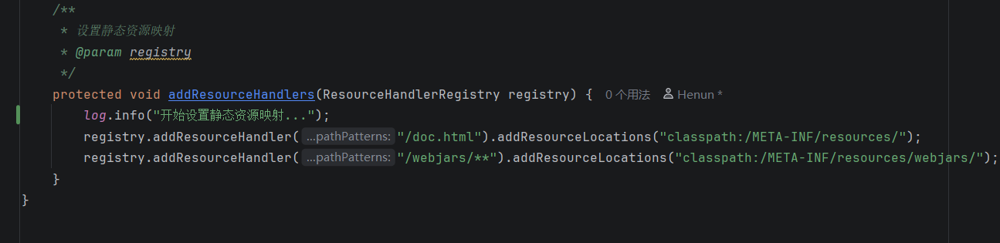 /**
 * 设置静态资源映射
 * @param registry
 */
protected void addResourceHandlers(ResourceHandlerRegistry registry) { 0个用法 Henun *
log.info("开始设置静态资源映射...");
registry.addResourceHandler( ...pathPatterns: "/doc.html").addResourceLocations("classpath:/META-INF/resources/");
registry.addResourceHandler( ...pathPatterns: "/webjars/**").addResourceLocations("classpath:/META-INF/resources/webjars/");
}
}